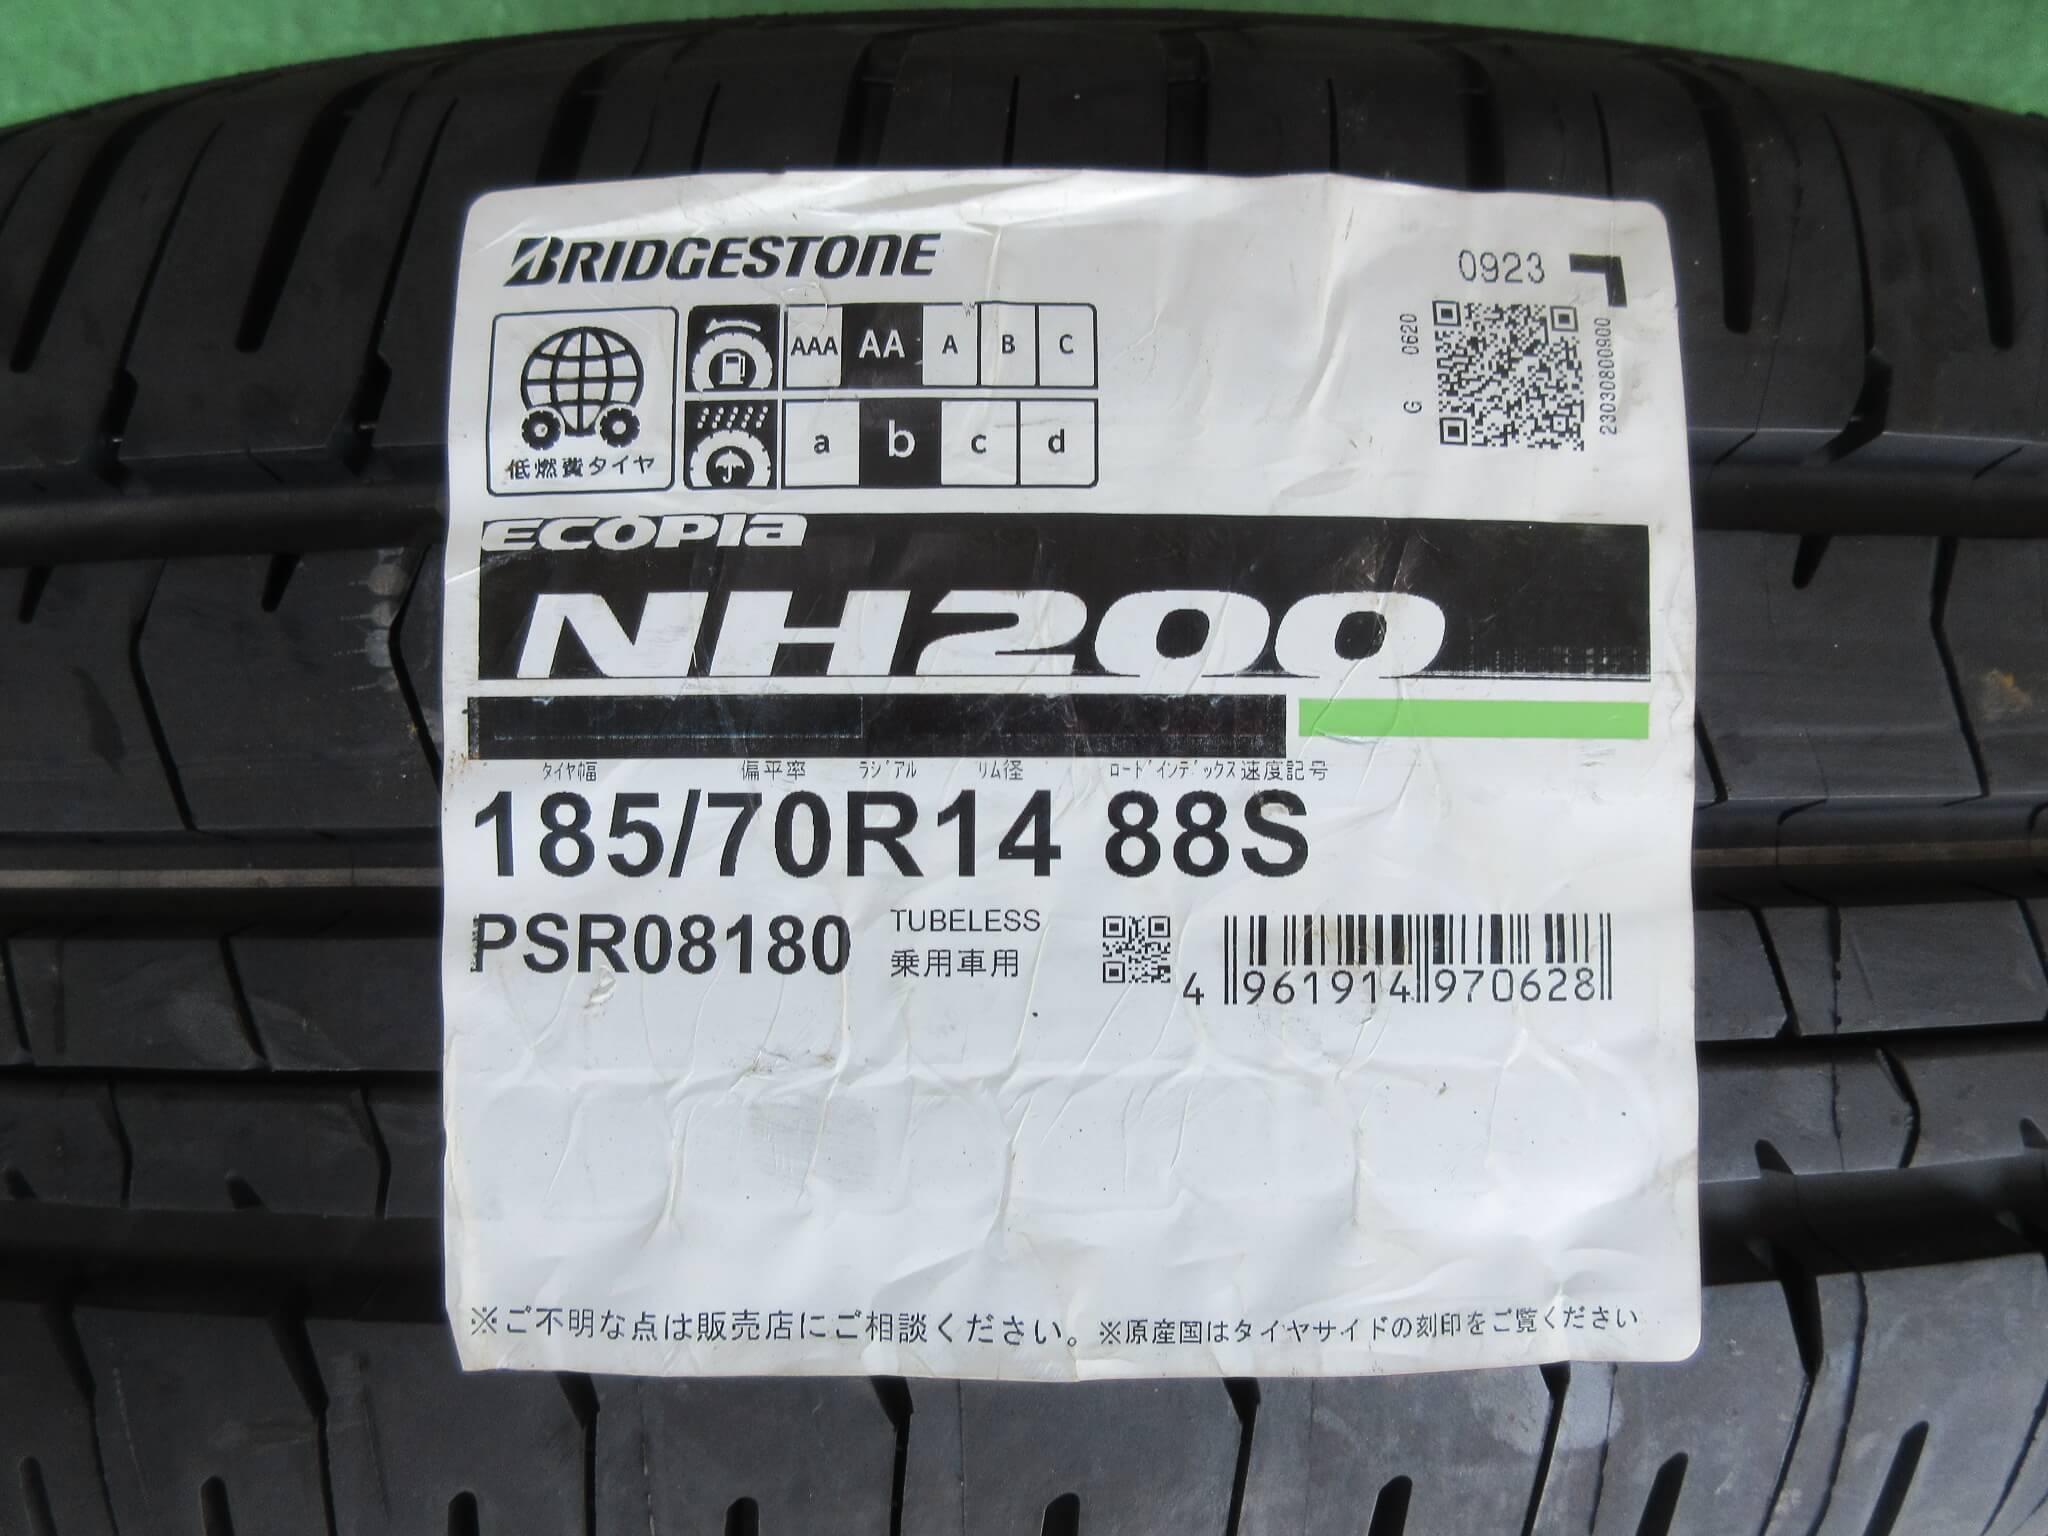 BRIDGESTONE
0923
AAA AA A B C
a b c d
低燃費タイヤ
G 0620
2303080090​0
ECOPIA
NH200
タイヤ幅 偏平率 ラジアル リム径 ロードインデックス速度記号
185/70R14 88S
PSR08180
TUBELESS
乗用車用
4 961914 970628
※ご不明な点は販売店にご相談ください。※原産国はタイヤサイドの刻印をご覧ください